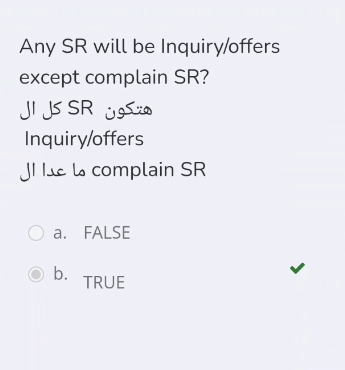 Any SR will be Inquiry/offers
except complain SR?
هتكون SR كل ال
Inquiry/offers
ما عدا ال complain SR
a. FALSE
b. TRUE